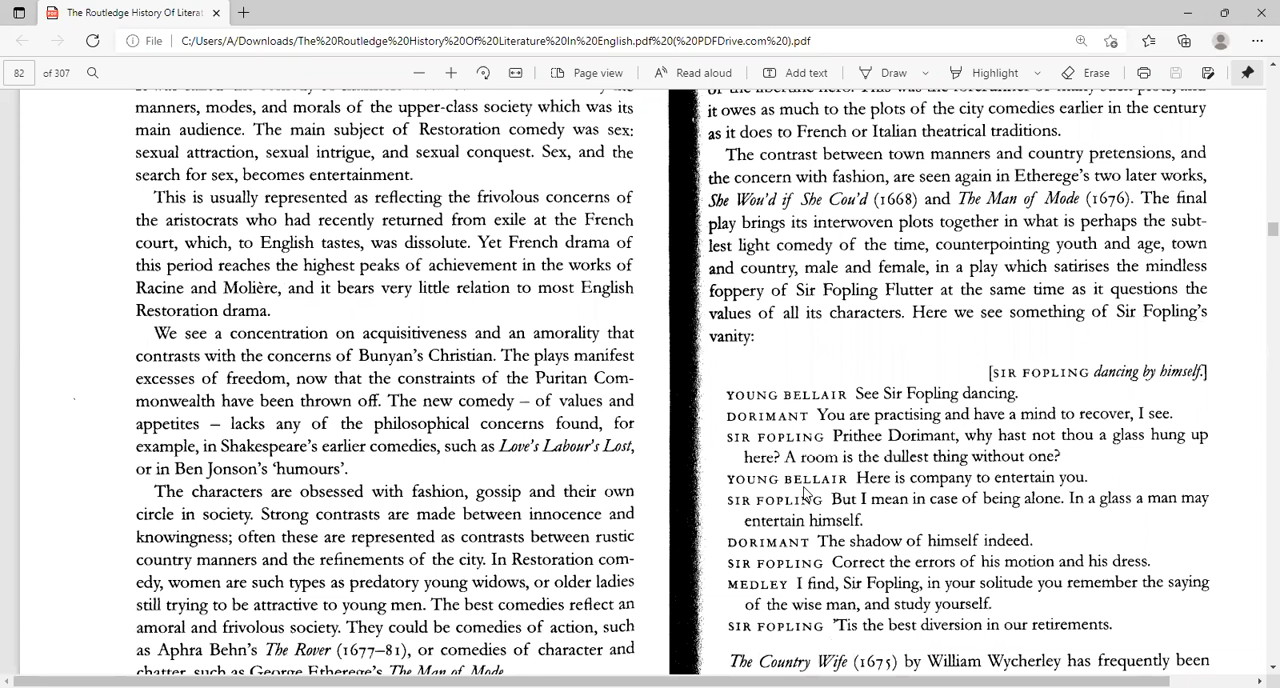 The Routledge History Of Literat
File
C:/Users/A/Downloads/The%20Routledge%20History%20Of%20Literature%20In%20English.pdf%20(%20PDFDrive.com%20).pdf
82 of 307
Page view
Read aloud
Add text
Draw
Highlight
Erase
manners, modes, and morals of the upper-class society which was its
main audience. The main subject of Restoration comedy was sex:
sexual attraction, sexual intrigue, and sexual conquest. Sex, and the
search for sex, becomes entertainment.
This is usually represented as reflecting the frivolous concerns of
the aristocrats who had recently returned from exile at the French
court, which, to English tastes, was dissolute. Yet French drama of
this period reaches the highest peaks of achievement in the works of
Racine and Molière, and it bears very little relation to most English
Restoration drama.
We see a concentration on acquisitiveness and an amorality that
contrasts with the concerns of Bunyan's Christian. The plays manifest
excesses of freedom, now that the constraints of the Puritan Com-
monwealth have been thrown off. The new comedy – of values and
appetites – lacks any of the philosophical concerns found, for
example, in Shakespeare's earlier comedies, such as Love's Labour's Lost,
or in Ben Jonson's 'humours'.
The characters are obsessed with fashion, gossip and their own
circle in society. Strong contrasts are made between innocence and
knowingness; often these are represented as contrasts between rustic
country manners and the refinements of the city. In Restoration com-
edy, women are such types as predatory young widows, or older ladies
still trying to be attractive to young men. The best comedies reflect an
amoral and frivolous society. They could be comedies of action, such
as Aphra Behn's The Rover (1677–81), or comedies of character and
chatter, such as George Etherege's The Man of Mode.
of the libertine hero. This was the forerunner of many such plots, and
it owes as much to the plots of the city comedies earlier in the century
as it does to French or Italian theatrical traditions.
The contrast between town manners and country pretensions, and
the concern with fashion, are seen again in Etherege's two later works,
She Wou'd if She Cou'd (1668) and The Man of Mode (1676). The final
play brings its interwoven plots together in what is perhaps the subt-
lest light comedy of the time, counterpointing youth and age, town
and country, male and female, in a play which satirises the mindless
foppery of Sir Fopling Flutter at the same time as it questions the
values of all its characters. Here we see something of Sir Fopling's
vanity:
[SIR FOPLING dancing by himself.]
YOUNG BELLAIR See Sir Fopling dancing.
DORIMANT You are practising and have a mind to recover, I see.
SIR FOPLING Prithee Dorimant, why hast not thou a glass hung up
here? A room is the dullest thing without one?
YOUNG BELLAIR Here is company to entertain you.
SIR FOPLING But I mean in case of being alone. In a glass a man may
entertain himself.
DORIMANT The shadow of himself indeed.
SIR FOPLING Correct the errors of his motion and his dress.
MEDLEY I find, Sir Fopling, in your solitude you remember the saying
of the wise man, and study yourself.
SIR FOPLING 'Tis the best diversion in our retirements.
The Country Wife (1675) by William Wycherley has frequently been